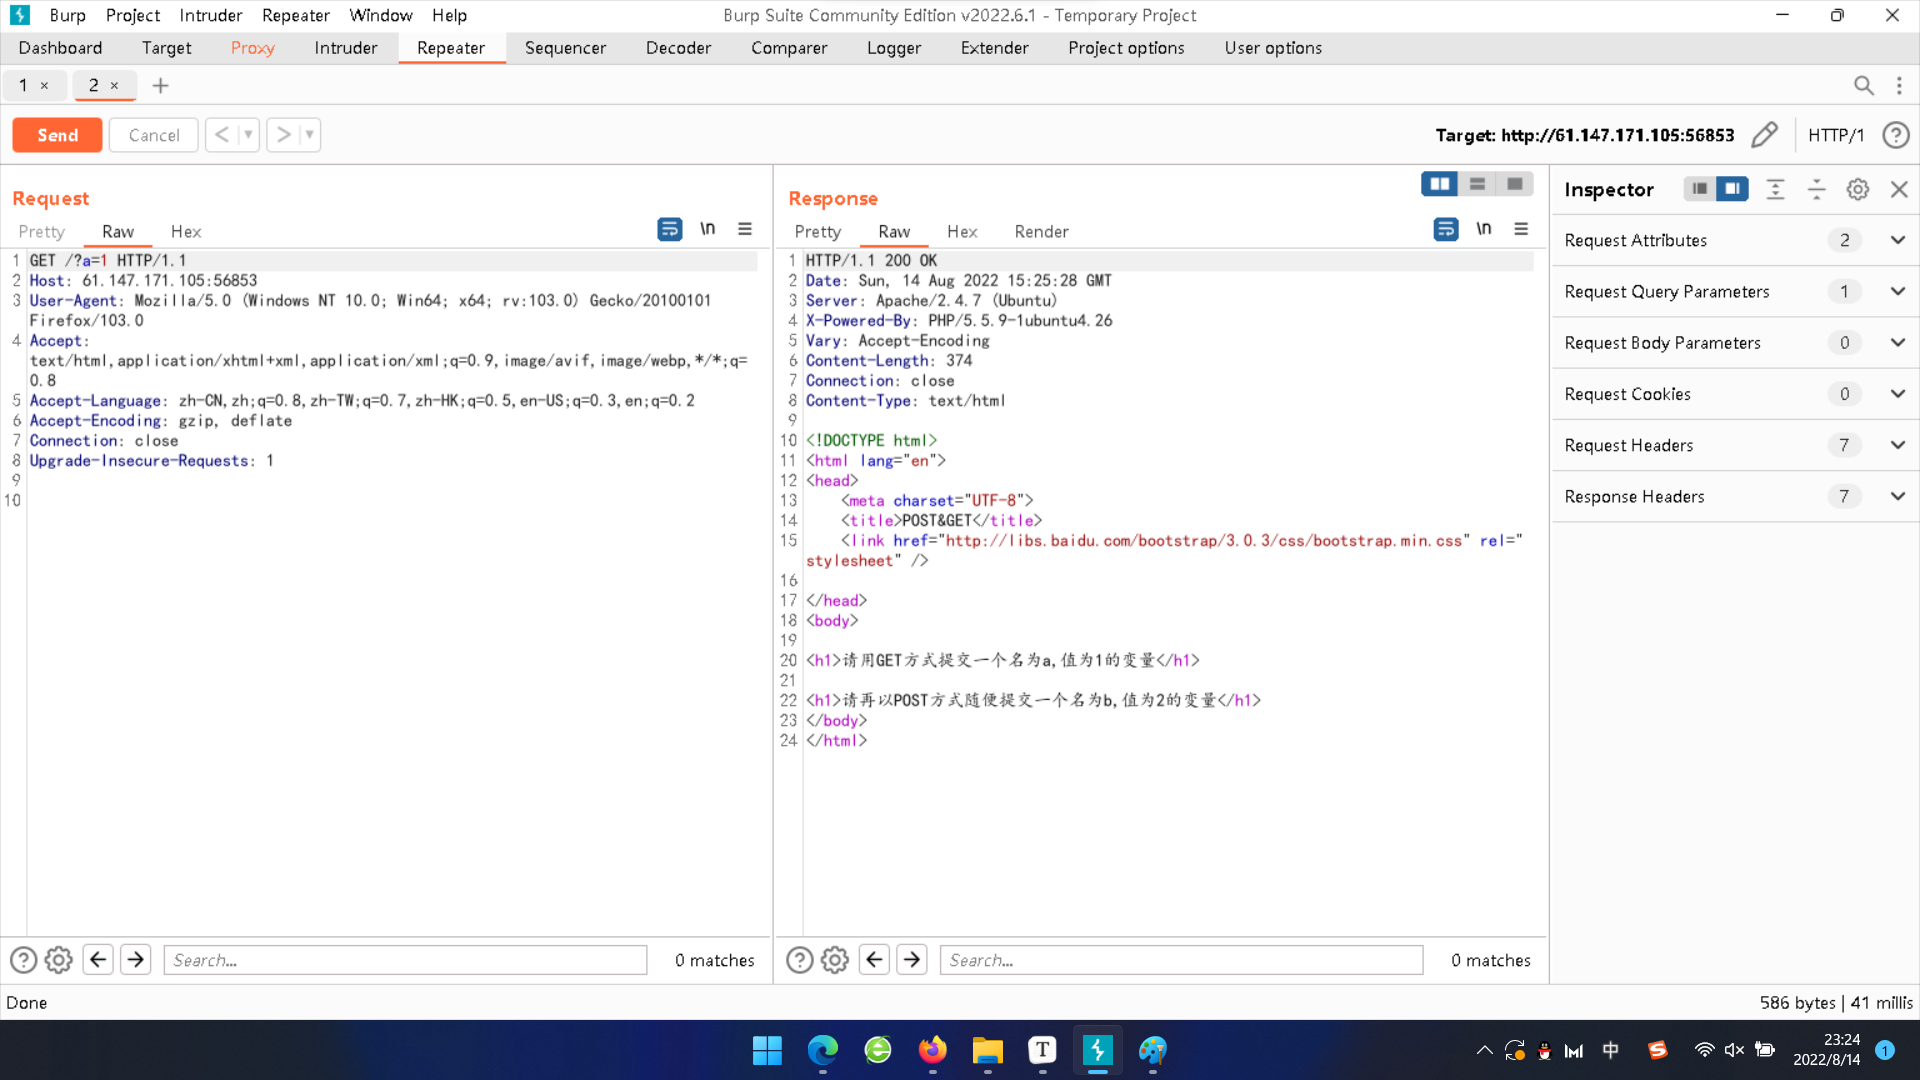 Burp Project Intruder Repeater Window Help
Burp Suite Community Edition v2022.6.1 - Temporary Project
Dashboard Target Proxy Intruder Repeater Sequencer Decoder Comparer Logger Extender Project options User options
1 × 2 × +
Send Cancel < > 
Target: http://61.147.171.105:56853 HTTP/1 ?
Request
Pretty Raw Hex \n
1 GET /?a=1 HTTP/1.1
2 Host: 61.147.171.105:56853
3 User-Agent: Mozilla/5.0 (Windows NT 10.0; Win64; x64; rv:103.0) Gecko/20100101
Firefox/103.0
4 Accept:
text/html,application/xhtml+xml,application/xml;q=0.9,image/avif,image/webp,*/*;q=
0.8
5 Accept-Language: zh-CN,zh;q=0.8,zh-TW;q=0.7,zh-HK;q=0.5,en-US;q=0.3,en;q=0.2
6 Accept-Encoding: gzip, deflate
7 Connection: close
8 Upgrade-Insecure-Requests: 1
9
10
Search...
0 matches
Response
Pretty Raw Hex Render \n
1 HTTP/1.1 200 OK
2 Date: Sun, 14 Aug 2022 15:25:28 GMT
3 Server: Apache/2.4.7 (Ubuntu)
4 X-Powered-By: PHP/5.5.9-1ubuntu4.26
5 Vary: Accept-Encoding
6 Content-Length: 374
7 Connection: close
8 Content-Type: text/html
9
10 <!DOCTYPE html>
11 <html lang="en">
12 <head>
13 <meta charset="UTF-8">
14 <title>POST&GET</title>
15 <link href="http://libs.baidu.com/bootstrap/3.0.3/css/bootstrap.min.css" rel="
stylesheet" />
16
17 </head>
18 <body>
19
20 <h1>请用GET方式提交一个名为a,值为1的变量</h1>
21
22 <h1>请再以POST方式随便提交一个名为b,值为2的变量</h1>
23 </body>
24 </html>
Search...
0 matches
Inspector
Request Attributes 2
Request Query Parameters 1
Request Body Parameters 0
Request Cookies 0
Request Headers 7
Response Headers 7
Done
586 bytes | 41 millis
T
中
23:24
2022/8/14
1